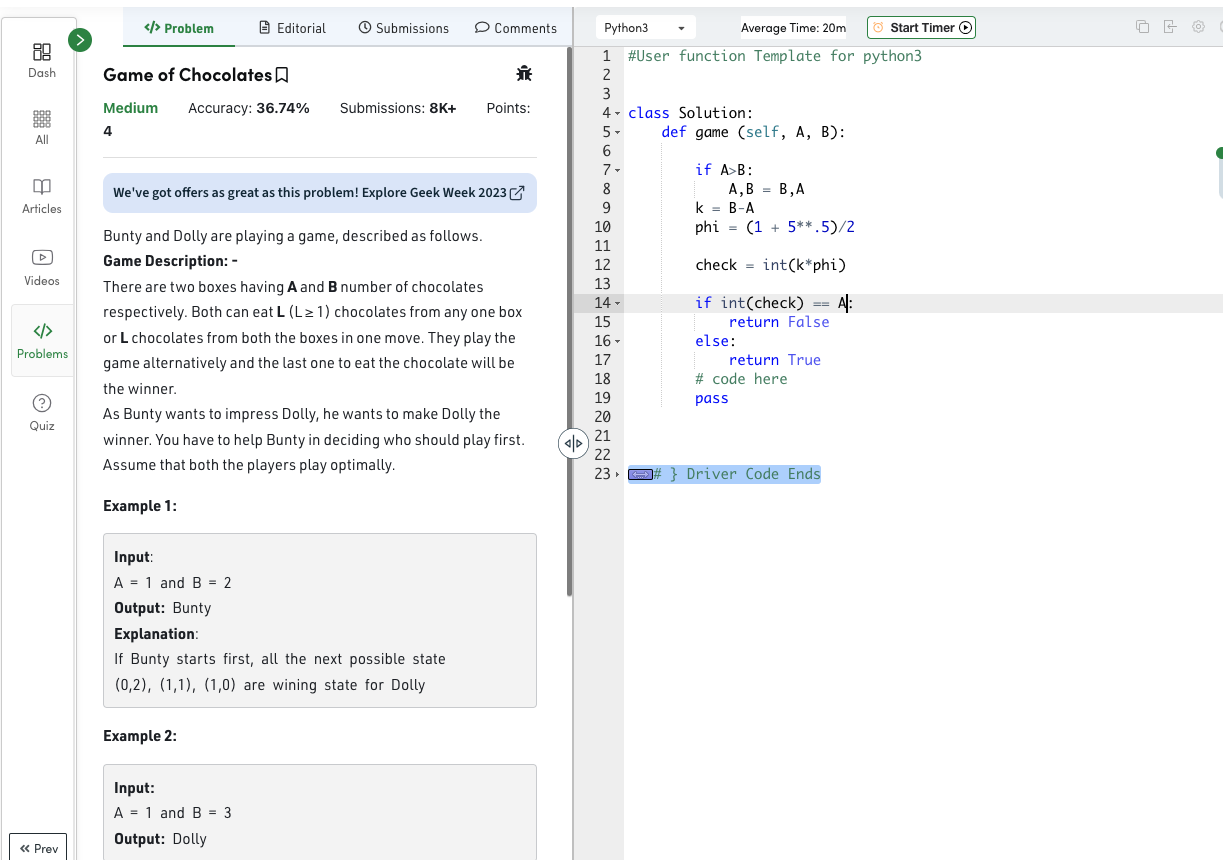 Dash
All
Articles
Videos
Problems
Quiz
Prev
Problem
Editorial
Submissions
Comments
Game of Chocolates
Medium Accuracy: 36.74% Submissions: 8K+ Points:
4
We've got offers as great as this problem! Explore Geek Week 2023
Bunty and Dolly are playing a game, described as follows.
Game Description: -
There are two boxes having A and B number of chocolates
respectively. Both can eat L (L ≥ 1) chocolates from any one box
or L chocolates from both the boxes in one move. They play the
game alternatively and the last one to eat the chocolate will be
the winner.
As Bunty wants to impress Dolly, he wants to make Dolly the
winner. You have to help Bunty in deciding who should play first.
Assume that both the players play optimally.
Example 1:
Input:
A = 1 and B = 2
Output: Bunty
Explanation:
If Bunty starts first, all the next possible state
(0,2), (1,1), (1,0) are wining state for Dolly
Example 2:
Input:
A = 1 and B = 3
Output: Dolly
Python3
Average Time: 20m
Start Timer
1 #User function Template for python3
2
3
4 class Solution:
5     def game (self, A, B):
6
7         if A>B:
8             A,B = B,A
9         k = B-A
10         phi = (1 + 5**.5)/2
11
12         check = int(k*phi)
13
14         if int(check) == A:
15             return False
16         else:
17             return True
18         # code here
19         pass
20
21
22
23 # } Driver Code Ends